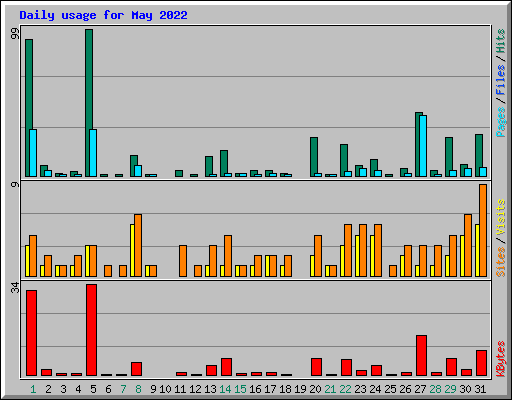 Daily usage for May 2022
99
Pages / Files / Hits
9
Sites / Visits
34
KBytes
1 2 3 4 5 6 7 8 9 10 11 12 13 14 15 16 17 18 19 20 21 22 23 24 25 26 27 28 29 30 31